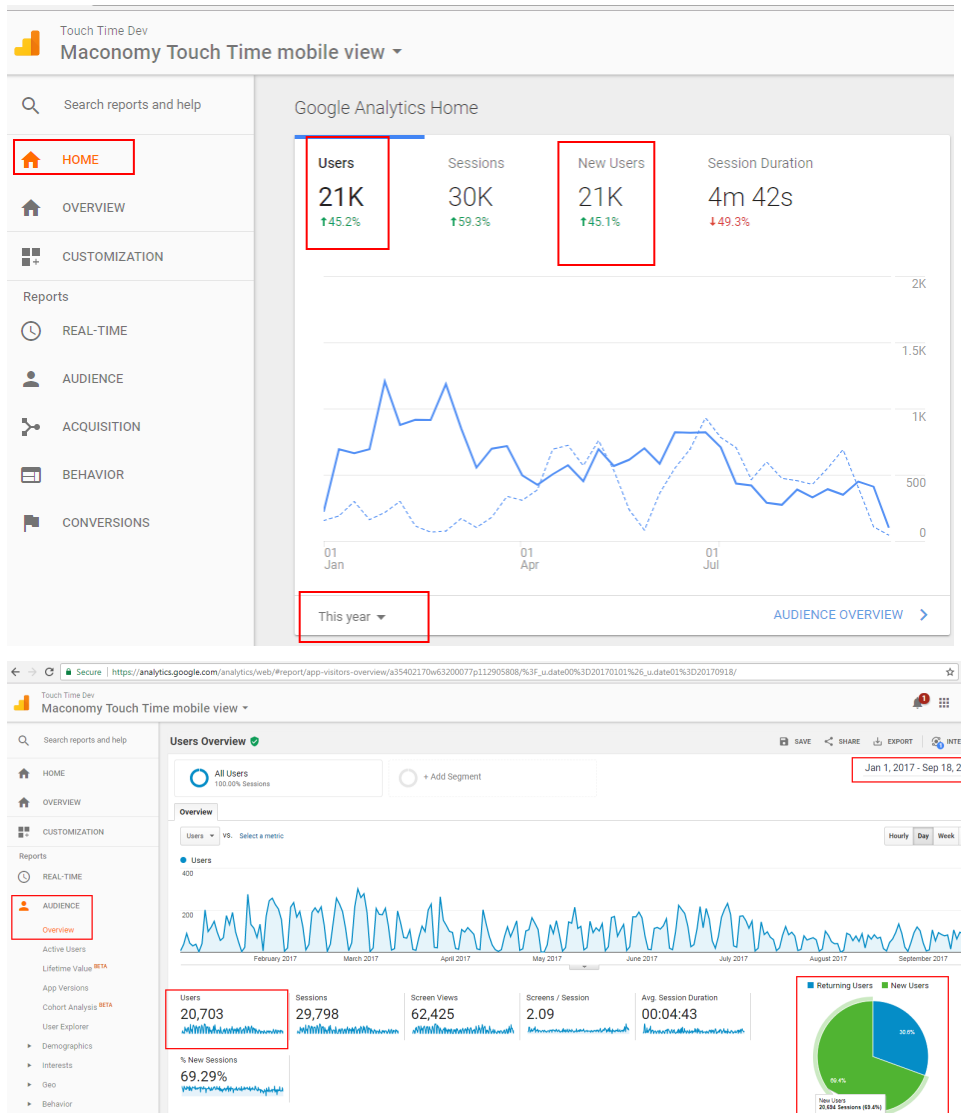 Touch Time Dev
Maconomy Touch Time mobile view
Search reports and help
HOME
OVERVIEW
CUSTOMIZATION
Reports
REAL-TIME
AUDIENCE
ACQUISITION
BEHAVIOR
CONVERSIONS
Google Analytics Home
Users Sessions New Users Session Duration
21K 30K 21K 4m 42s
45.2% 59.3% 45.1% 49.3%
2K
1.5K
1K
500
0
01 01 01
Jan Apr Jul
This year AUDIENCE OVERVIEW
Secure https://analytics.google.com/analytics/web/#report/app-visitors-overview/a35402170w63200077p112905808/%3F_u.date00%3D20170101%26_u.date01%3D20170918/
Touch Time Dev
Maconomy Touch Time mobile view
1
Search reports and help
HOME
OVERVIEW
CUSTOMIZATION
Reports
REAL-TIME
AUDIENCE
Overview
Active Users
Lifetime Value BETA
App Versions
Cohort Analysis BETA
User Explorer
Demographics
Interests
Geo
Behavior
Users Overview
SAVE SHARE EXPORT INTE
All Users
100.00% Sessions
+ Add Segment
Jan 1, 2017 - Sep 18, 2
Overview
Users VS. Select a metric
Hourly Day Week
Users
400
200
February 2017 March 2017 April 2017 May 2017 June 2017 July 2017 August 2017 September 2017
Users Sessions Screen Views Screens / Session Avg. Session Duration
20,703 29,798 62,425 2.09 00:04:43
% New Sessions
69.29%
Returning Users New Users
30.6%
69.4%
New Users